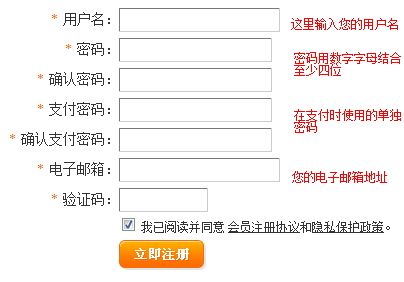 * 用户名： 这里输入您的用户名
* 密码： 密码用数字字母结合
至少四位
* 确认密码：
* 支付密码： 在支付时使用的单独
密码
* 确认支付密码：
* 电子邮箱： 您的电子邮箱地址
* 验证码：
我已阅读并同意 会员注册协议和隐私保护政策。
立即注册